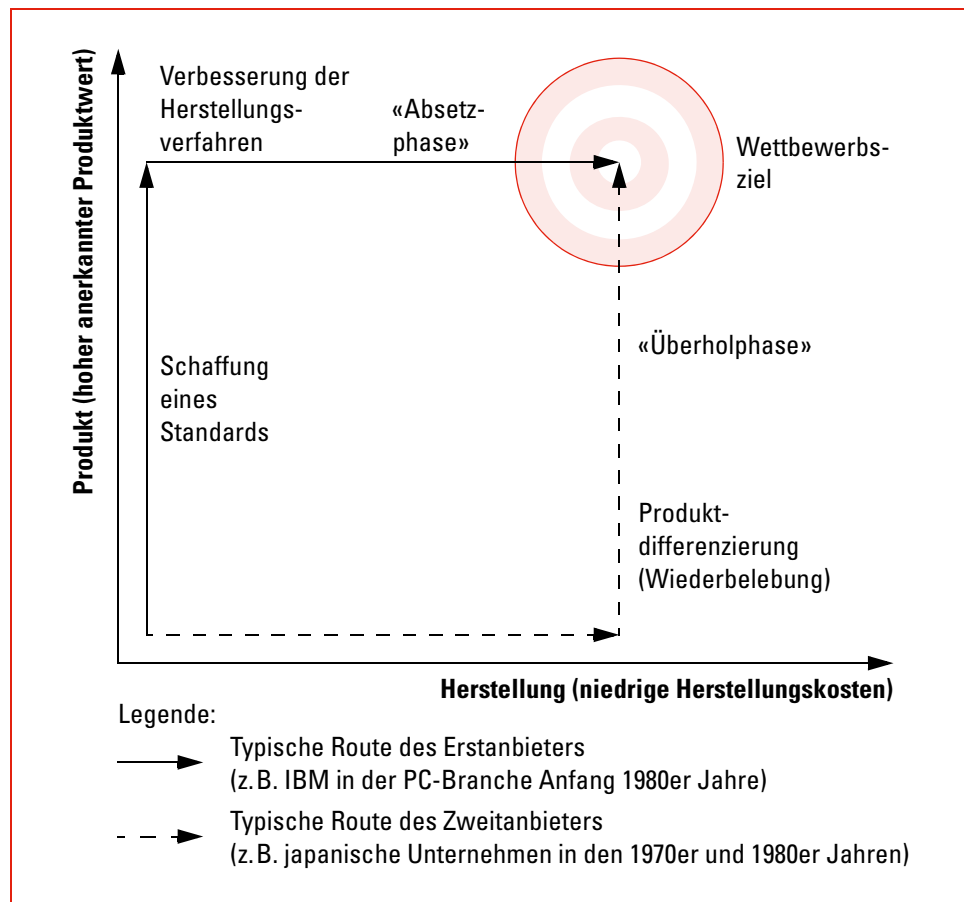 Produkt (hoher anerkannter Produktwert)
Verbesserung der
Herstellungs-
verfahren
«Absetz-
phase»
Wettbewerbs-
ziel
Schaffung
eines
Standards
«Überholphase»
Produkt-
differenzierung
(Wiederbelebung)
Herstellung (niedrige Herstellungskosten)
Legende:
Typische Route des Erstanbieters
(z. B. IBM in der PC-Branche Anfang 1980er Jahre)
Typische Route des Zweitanbieters
(z. B. japanische Unternehmen in den 1970er und 1980er Jahren)